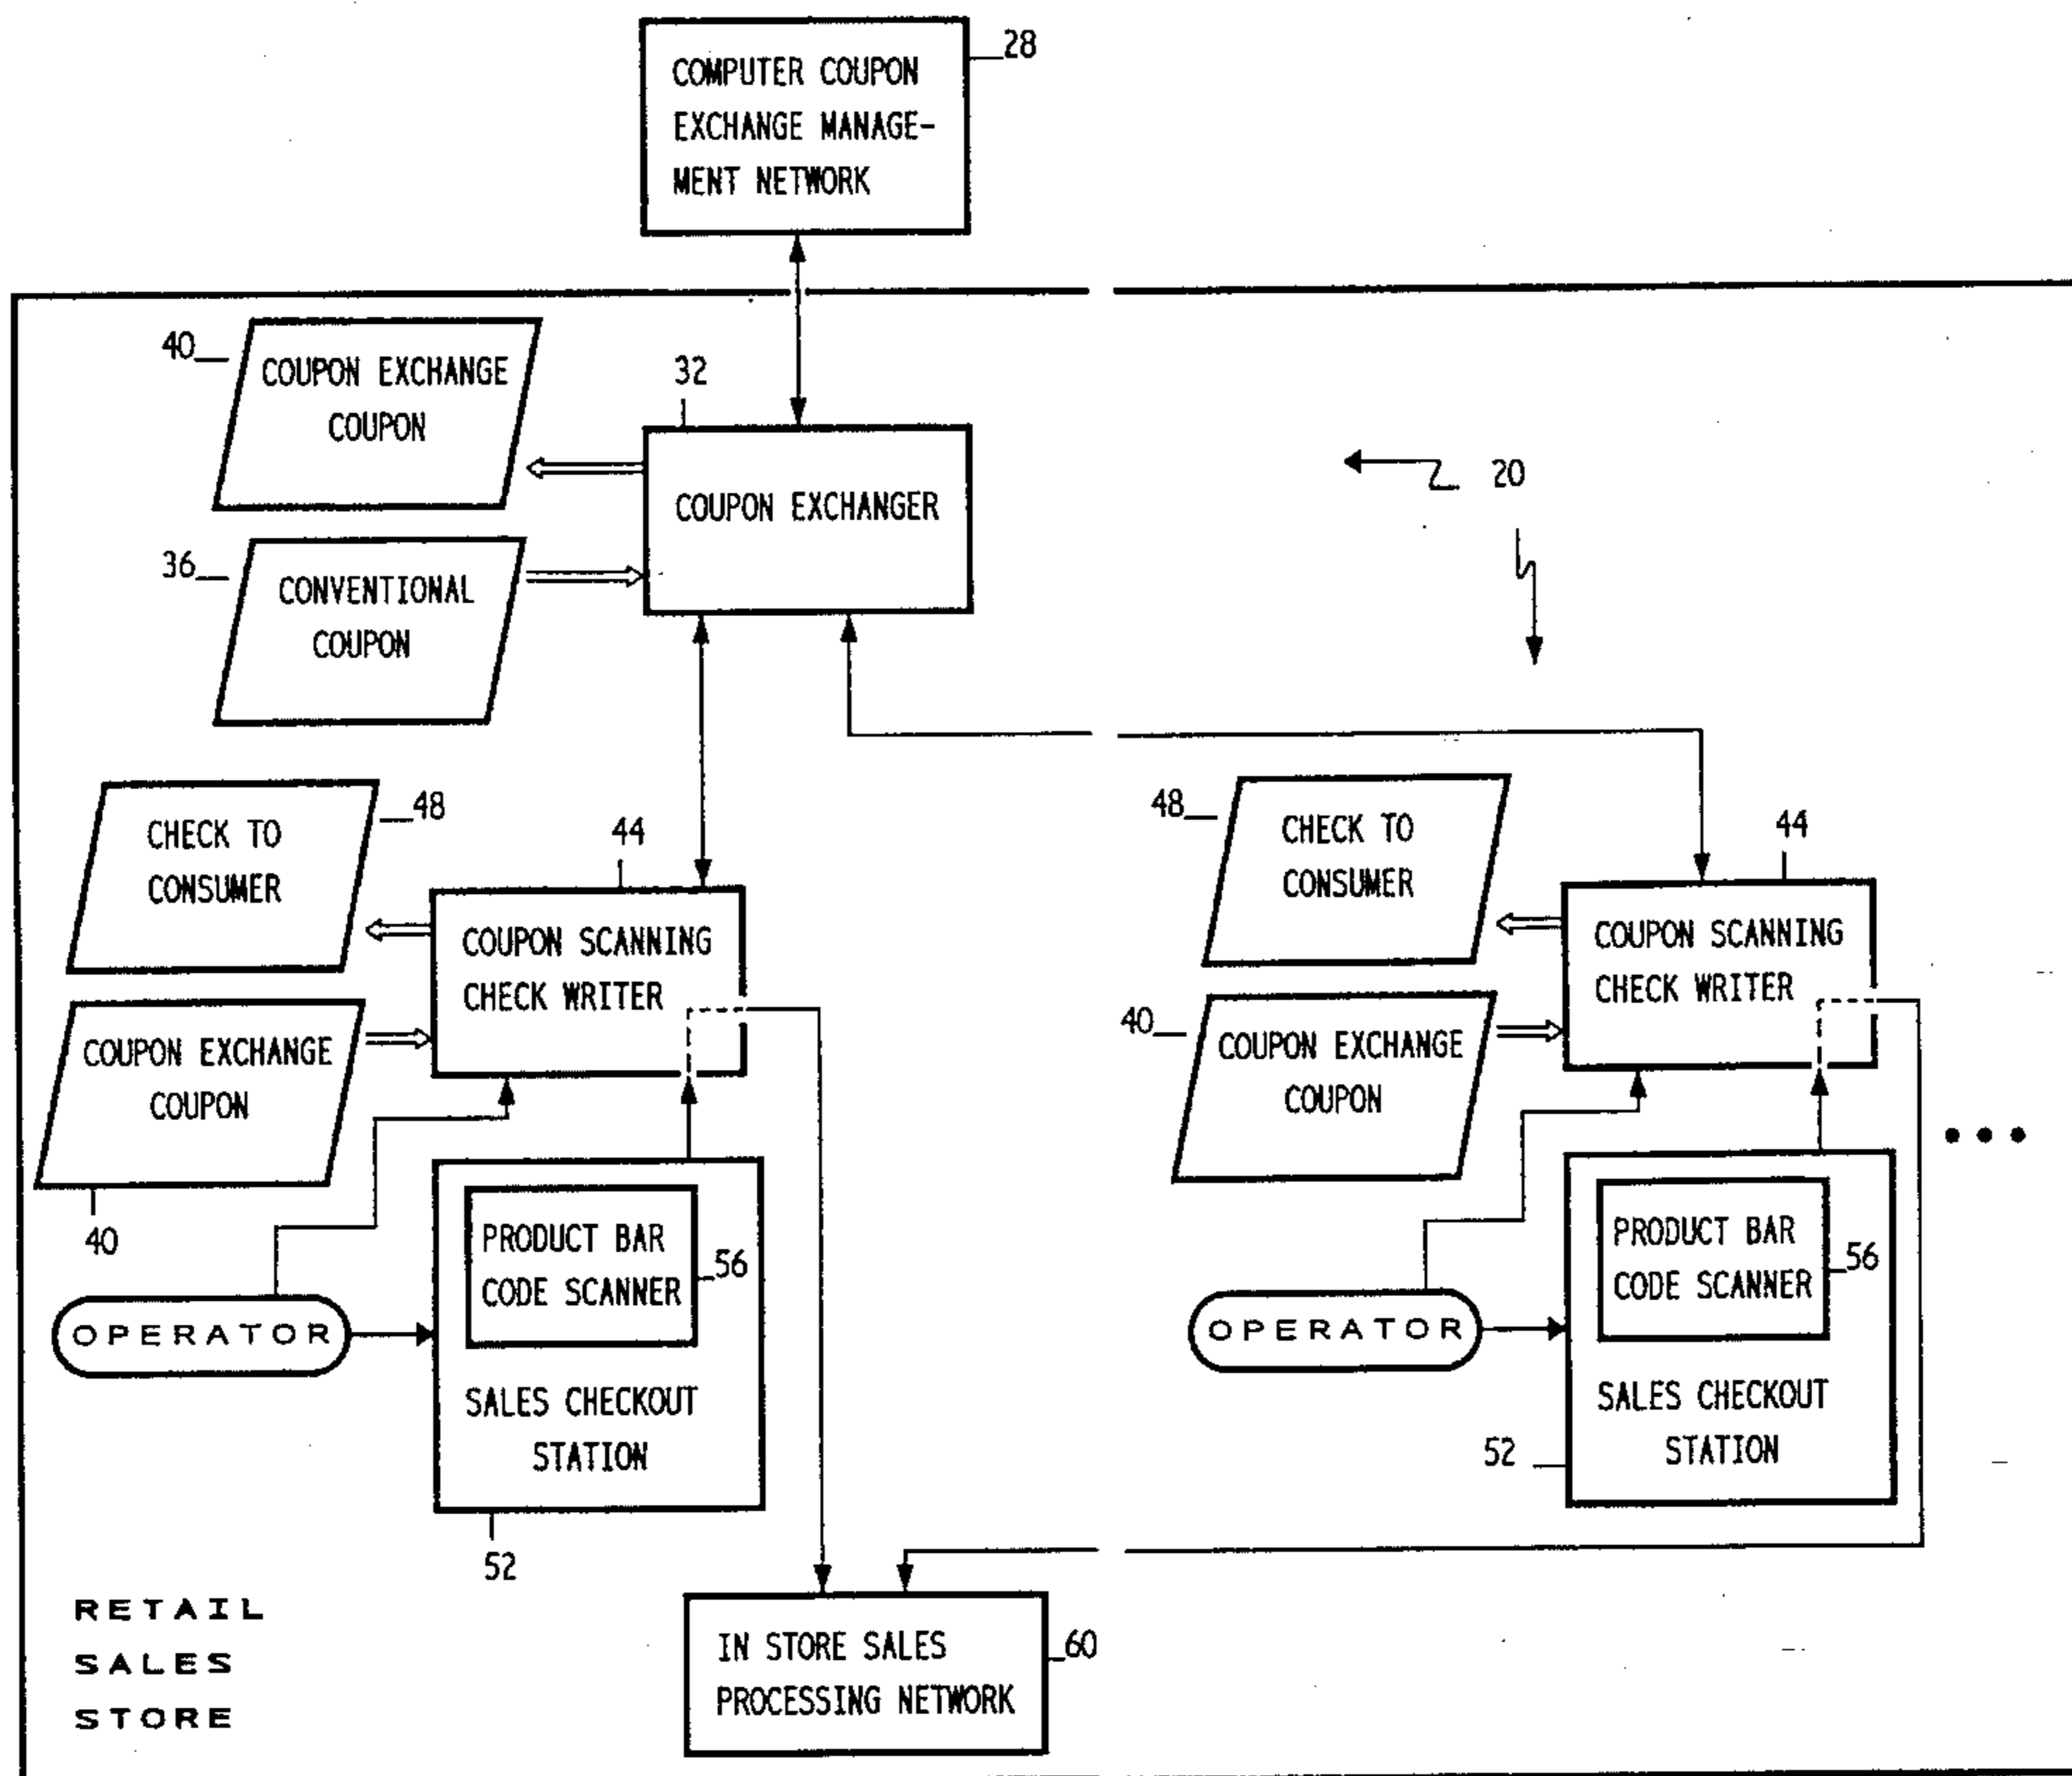 COMPUTER COUPON
EXCHANGE MANAGE-
MENT NETWORK
28
40
COUPON EXCHANGE
COUPON
32
COUPON EXCHANGER
20
36
CONVENTIONAL
COUPON
CHECK TO
CONSUMER
48
44
COUPON SCANNING
CHECK WRITER
COUPON EXCHANGE
COUPON
40
OPERATOR
PRODUCT BAR
CODE SCANNER
56
SALES CHECKOUT
STATION
52
48
CHECK TO
CONSUMER
44
COUPON SCANNING
CHECK WRITER
40
COUPON EXCHANGE
COUPON
OPERATOR
PRODUCT BAR
CODE SCANNER
56
SALES CHECKOUT
STATION
52
RETAIL
SALES
STORE
IN STORE SALES
PROCESSING NETWORK
60